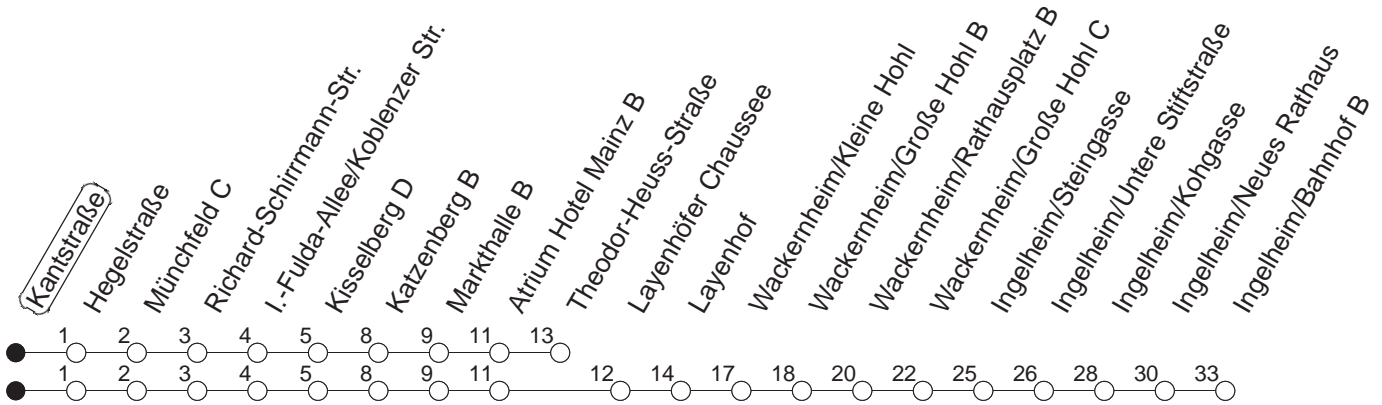 Kantstraße
Hegelstraße
Münchfeld C
Richard-Schirrmann-Str.
I.-Fulda-Allee/Koblenzer Str.
Kisselberg D
Katzenberg B
Markthalle B
Atrium Hotel Mainz B
Theodor-Heuss-Straße
Layenhöfer Chaussee
Layenhof
Wackernheim/Kleine Hohl
Wackernheim/Große Hohl B
Wackernheim/Rathausplatz B
Wackernheim/Große Hohl C
Ingelheim/Steingasse
Ingelheim/Untere Stiftstraße
Ingelheim/Kohgasse
Ingelheim/Neues Rathaus
Ingelheim/Bahnhof B
1 2 3 4 5 8 9 11 13
1 2 3 4 5 8 9 11 12 14 17 18 20 22 25 26 28 30 33